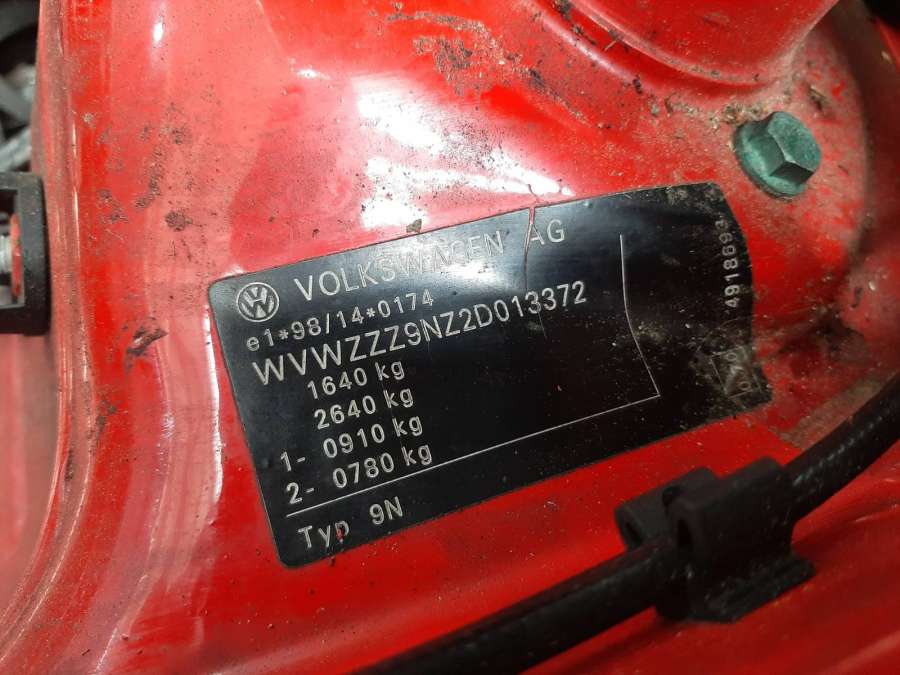 VOLKSWAGEN AG
e1*98/14*0174
WVWZZZ9NZ2D013372
1640 kg
2640 kg
1- 0910 kg
2- 0780 kg
Typ 9N
4918693